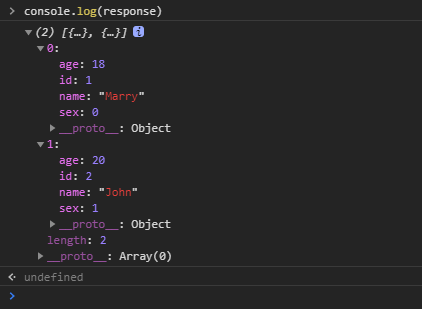 console.log(response)
(2) [{…}, {…}] i
0:
age: 18
id: 1
name: "Marry"
sex: 0
__proto__: Object
1:
age: 20
id: 2
name: "John"
sex: 1
__proto__: Object
length: 2
__proto__: Array(0)
undefined